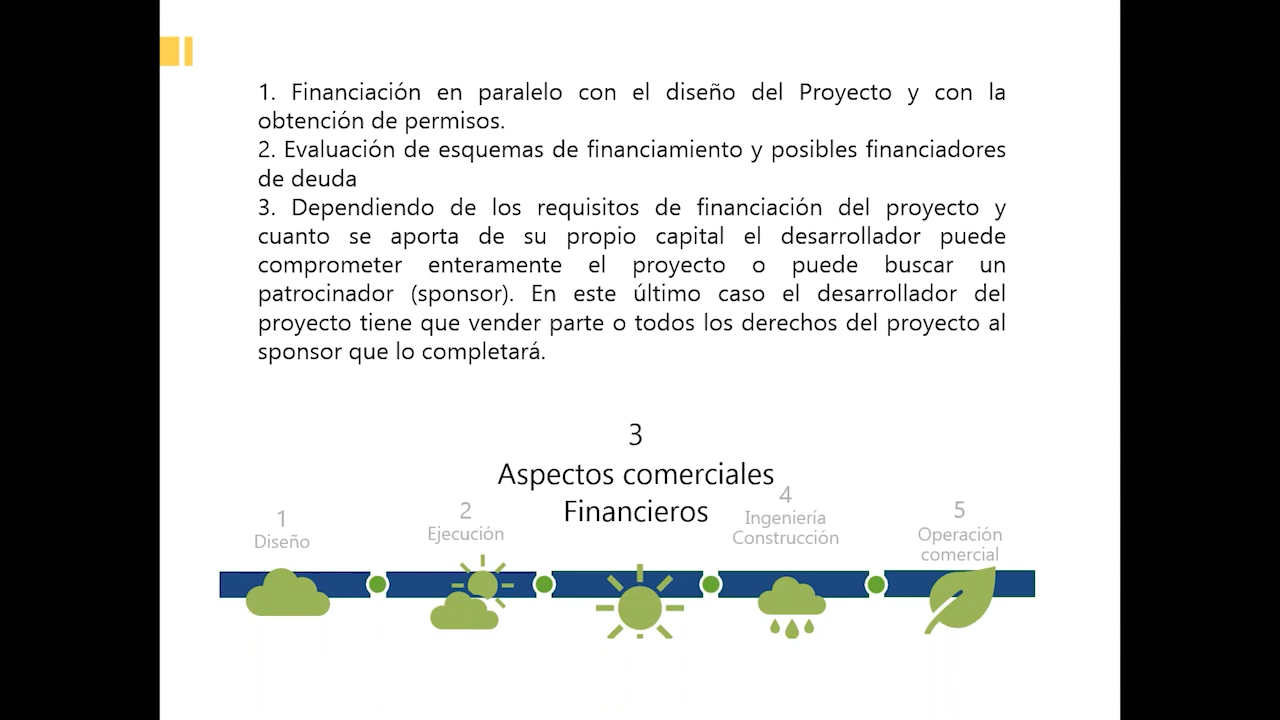 1. Financiación en paralelo con el diseño del Proyecto y con la
obtención de permisos.
2. Evaluación de esquemas de financiamiento y posibles financiadores
de deuda
3. Dependiendo de los requisitos de financiación del proyecto y
cuanto se aporta de su propio capital el desarrollador puede
comprometer enteramente el proyecto o puede buscar un
patrocinador (sponsor). En este último caso el desarrollador del
proyecto tiene que vender parte o todos los derechos del proyecto al
sponsor que lo completará.
1
Diseño
2
Ejecución
3
Aspectos comerciales
Financieros
4
Ingeniería
Construcción
5
Operación
comercial